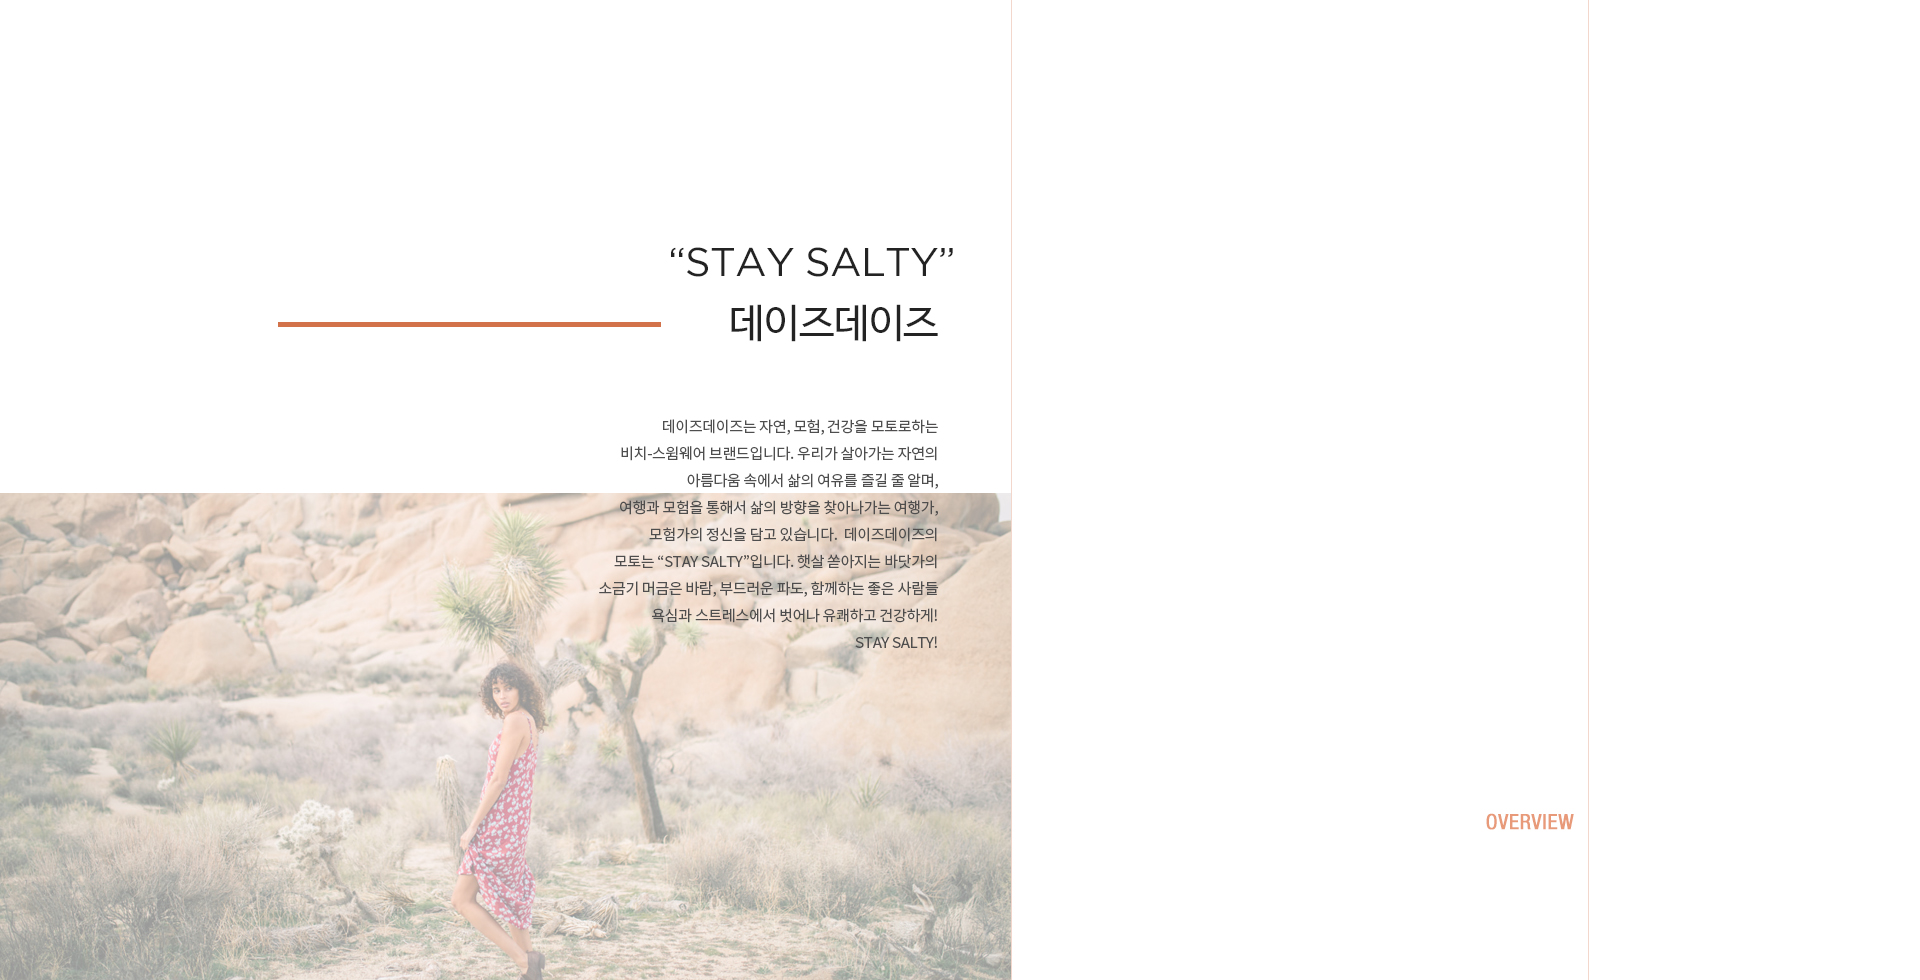 “STAY SALTY”
데이즈데이즈
데이즈데이즈는 자연, 모험, 건강을 모토로하는
비치-스윔웨어 브랜드입니다. 우리가 살아가는 자연의
아름다움 속에서 삶의 여유를 즐길 줄 알며,
여행과 모험을 통해서 삶의 방향을 찾아나가는 여행가,
모험가의 정신을 담고 있습니다. 데이즈데이즈의
모토는 “STAY SALTY”입니다. 햇살 쏟아지는 바닷가의
소금기 머금은 바람, 부드러운 파도, 함께하는 좋은 사람들
욕심과 스트레스에서 벗어나 유쾌하고 건강하게!
STAY SALTY!
OVERVIEW